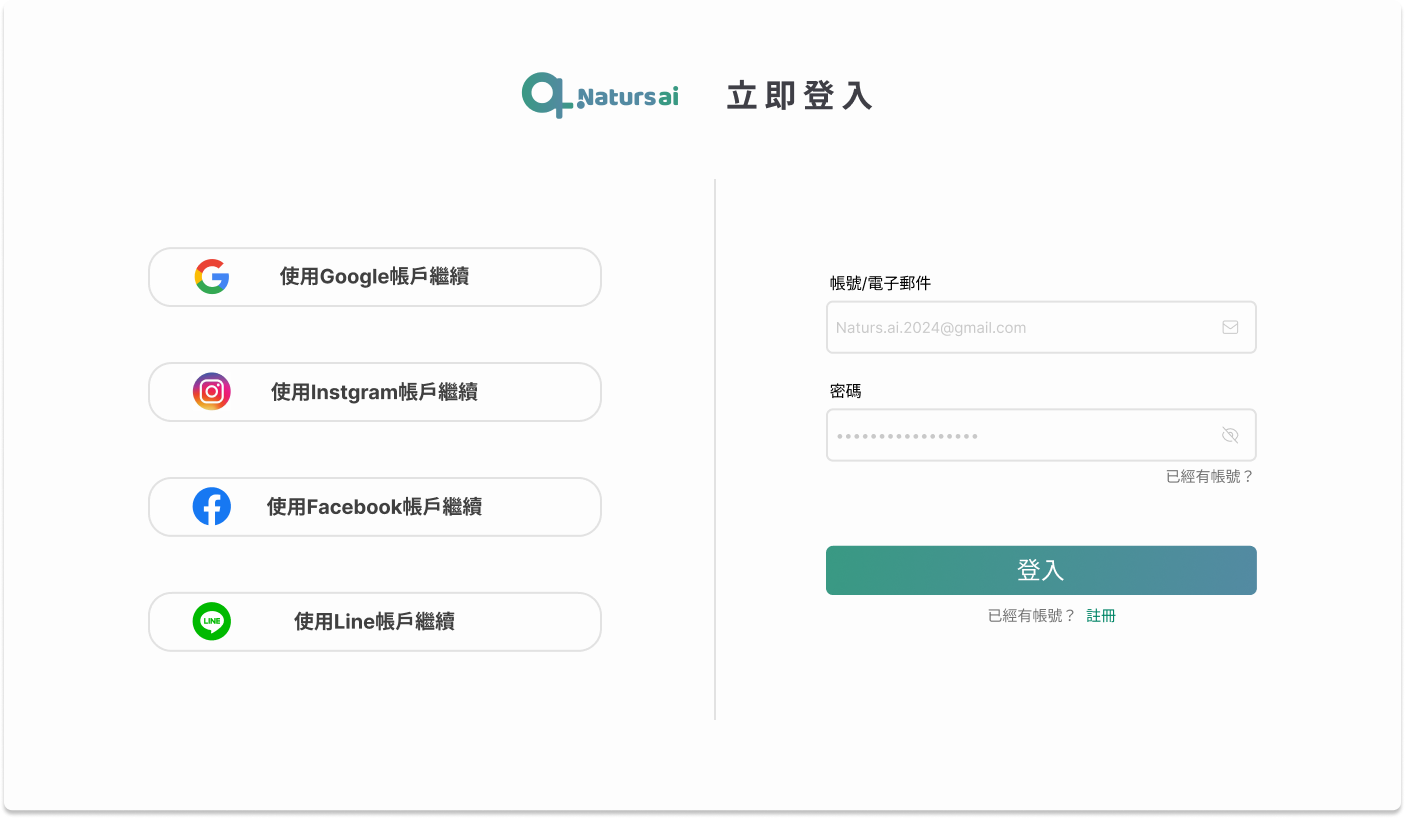 Natursai 立即登入
使用Google帳戶繼續
使用Instgram帳戶繼續
使用Facebook帳戶繼續
LINE 使用Line帳戶繼續
帳號/電子郵件
Naturs.ai.2024@gmail.com
密碼
•••••••••••••••••
已經有帳號？
登入
已經有帳號？ 註冊